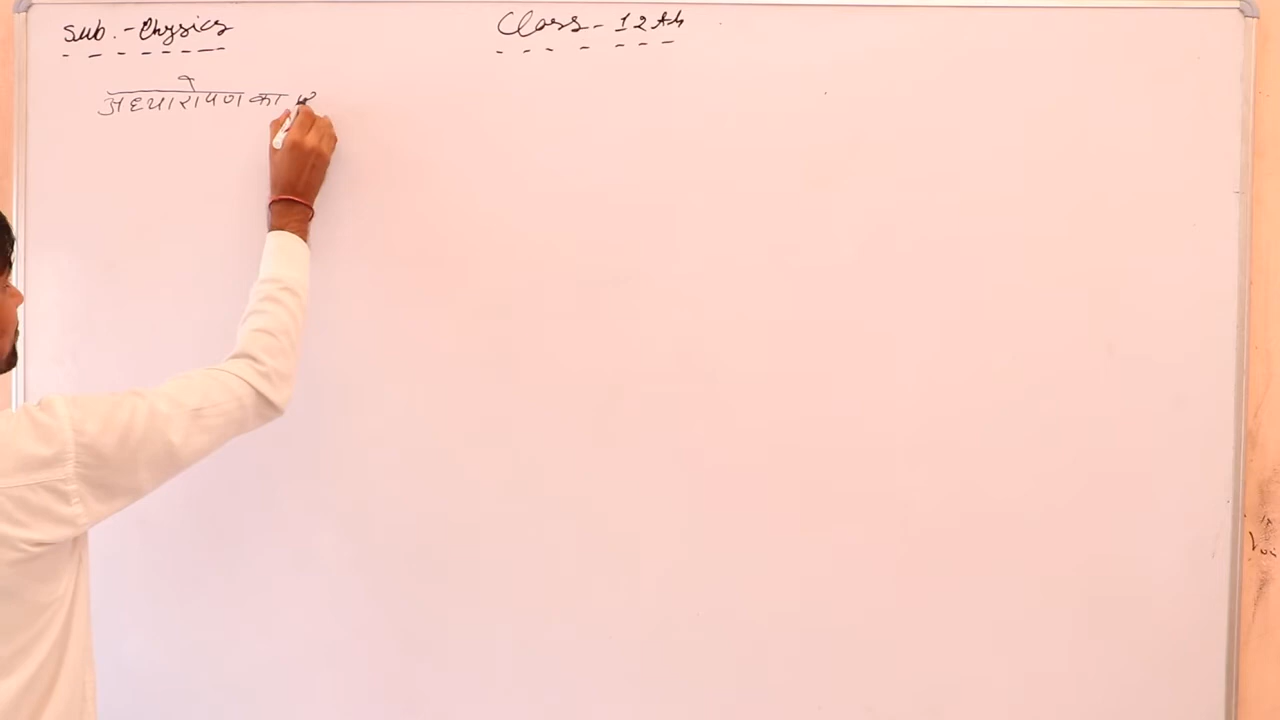 Sub. - Physics
Class - 12th
अध्यारोपण का